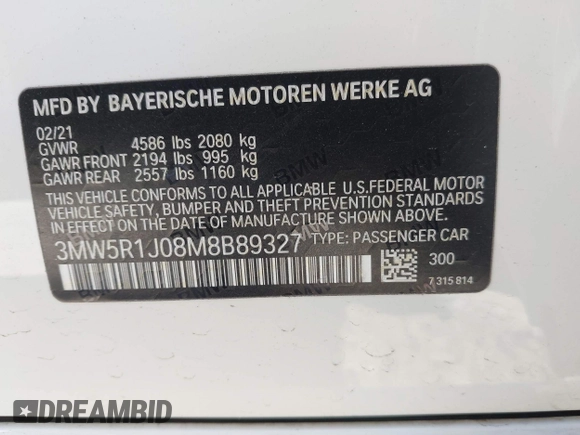 MFD BY BAYERISCHE MOTOREN WERKE AG
02/21
GVWR 4586 lbs 2080 kg
GAWR FRONT 2194 lbs 995 kg
GAWR REAR 2557 lbs 1160 kg
THIS VEHICLE CONFORMS TO ALL APPLICABLE U.S.FEDERAL MOTOR
VEHICLE SAFETY, BUMPER AND THEFT PREVENTION STANDARDS
IN EFFECT ON THE DATE OF MANUFACTURE SHOWN ABOVE.
3MW5R1J08M8B89327 TYPE: PASSENGER CAR
300
7 315 814
DREAMBID